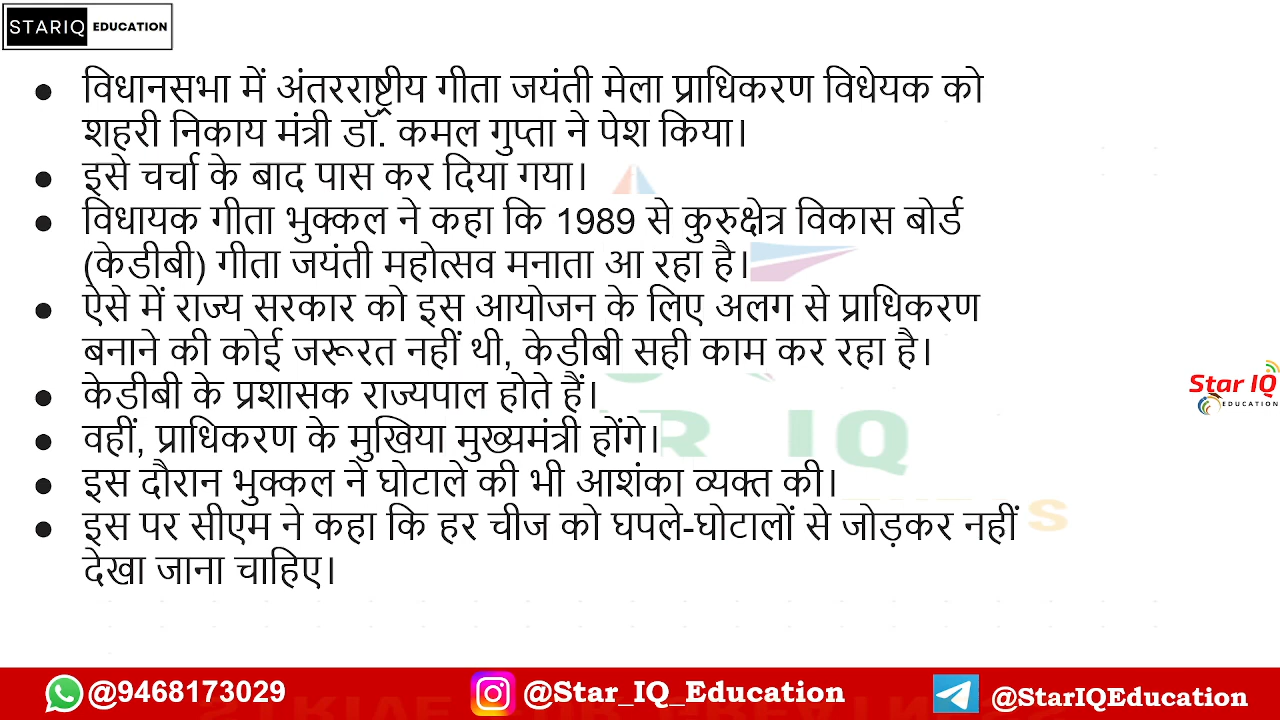 STARIQ EDUCATION
● विधानसभा में अंतरराष्ट्रीय गीता जयंती मेला प्राधिकरण विधेयक को
शहरी निकाय मंत्री डॉ. कमल गुप्ता ने पेश किया।
● इसे चर्चा के बाद पास कर दिया गया।
● विधायक गीता भुक्कल ने कहा कि 1989 से कुरुक्षेत्र विकास बोर्ड
(केडीबी) गीता जयंती महोत्सव मनाता आ रहा है।
● ऐसे में राज्य सरकार को इस आयोजन के लिए अलग से प्राधिकरण
बनाने की कोई जरूरत नहीं थी, केडीबी सही काम कर रहा है।
● केडीबी के प्रशासक राज्यपाल होते हैं।
● वहीं, प्राधिकरण के मुखिया मुख्यमंत्री होंगे।
● इस दौरान भुक्कल ने घोटाले की भी आशंका व्यक्त की।
● इस पर सीएम ने कहा कि हर चीज को घपले-घोटालों से जोड़कर नहीं
देखा जाना चाहिए।
Star IQ
EDUCATION
IQ
@9468173029 @Star_IQ_Education @StarIQEducation